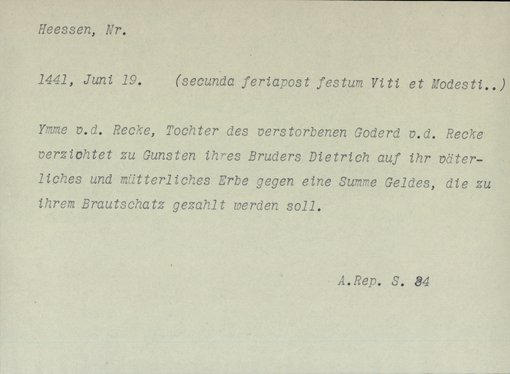 Heessen, Nr.
1441, Juni 19. (secunda feriapost festum Viti et Modesti..)
Ymme v.d. Recke, Tochter des verstorbenen Goderd v.d. Recke
verzichtet zu Gunsten ihres Bruders Dietrich auf ihr väter-
liches und mütterliches Erbe gegen eine Summe Geldes, die zu
ihrem Brautschatz gezahlt werden soll.
A.Rep. S. 84